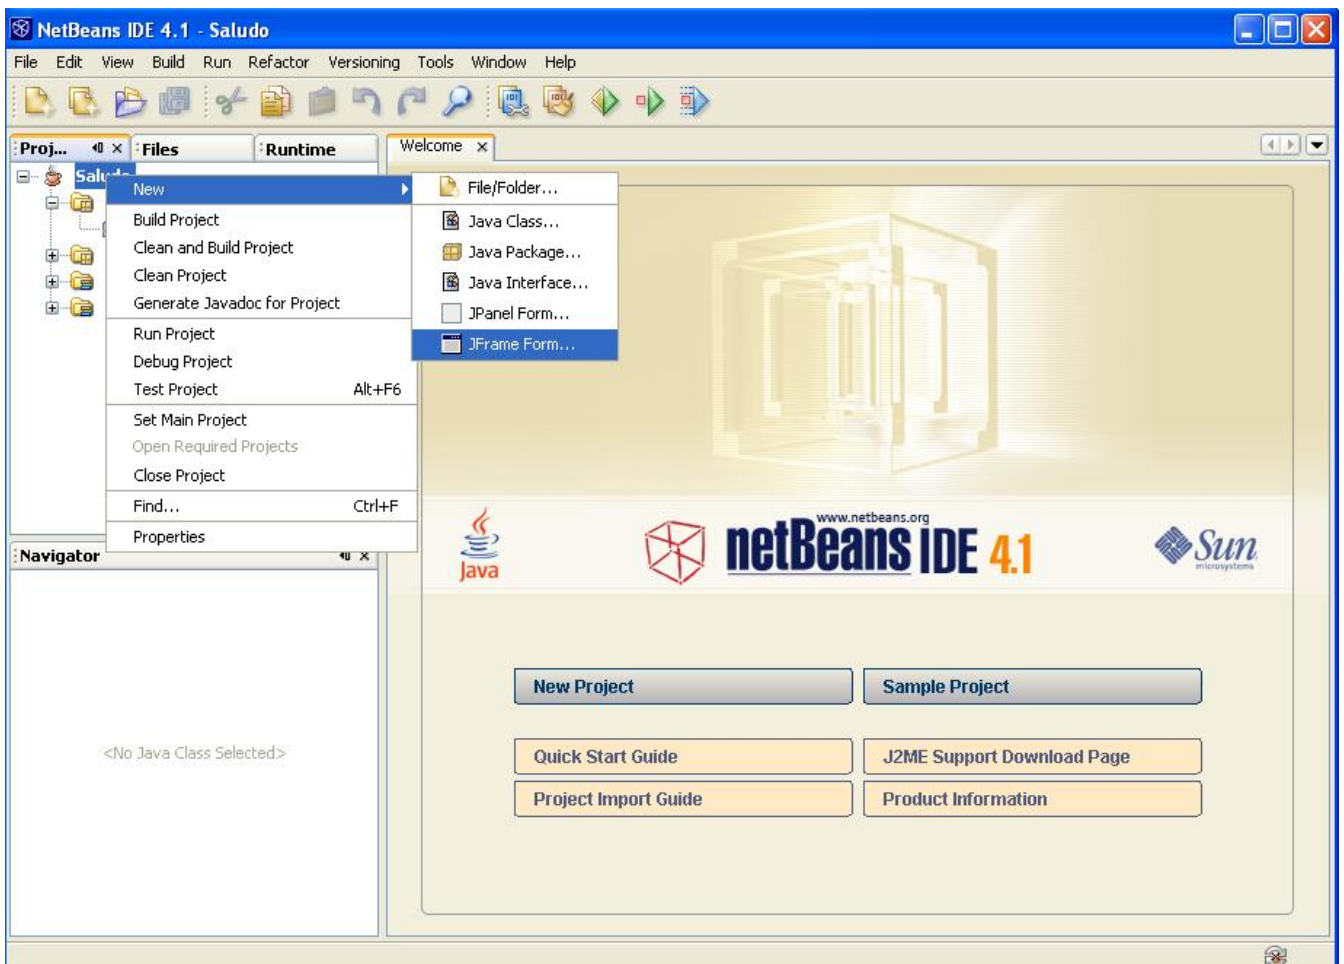 NetBeans IDE 4.1 - Saludo
File Edit View Build Run Refactor Versioning Tools Window Help
Proj... Files Runtime Welcome
New
Build Project
Clean and Build Project
Clean Project
Generate Javadoc for Project
Run Project
Debug Project
Test Project Alt+F6
Set Main Project
Open Required Projects
Close Project
Find... Ctrl+F
Properties
File/Folder...
Java Class...
Java Package...
Java Interface...
JPanel Form...
JFrame Form...
Navigator
<No Java Class Selected>
Java
www.netbeans.org
netBeans IDE 4.1
Sun
microsystems
New Project Sample Project
Quick Start Guide J2ME Support Download Page
Project Import Guide Product Information